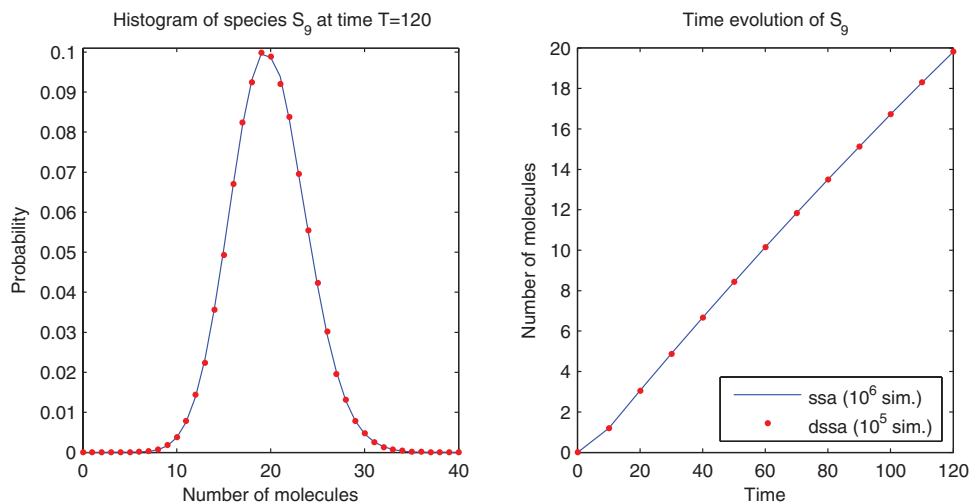 Histogram of species S9 at time T=120
0.1
0.09
0.08
0.07
0.06
0.05
0.04
0.03
0.02
0.01
0
Probability
0 10 20 30 40
Number of molecules
Time evolution of S9
20
18
16
14
12
10
8
6
4
2
0
Number of molecules
ssa (10^6 sim.)
dssa (10^5 sim.)
0 20 40 60 80 100 120
Time